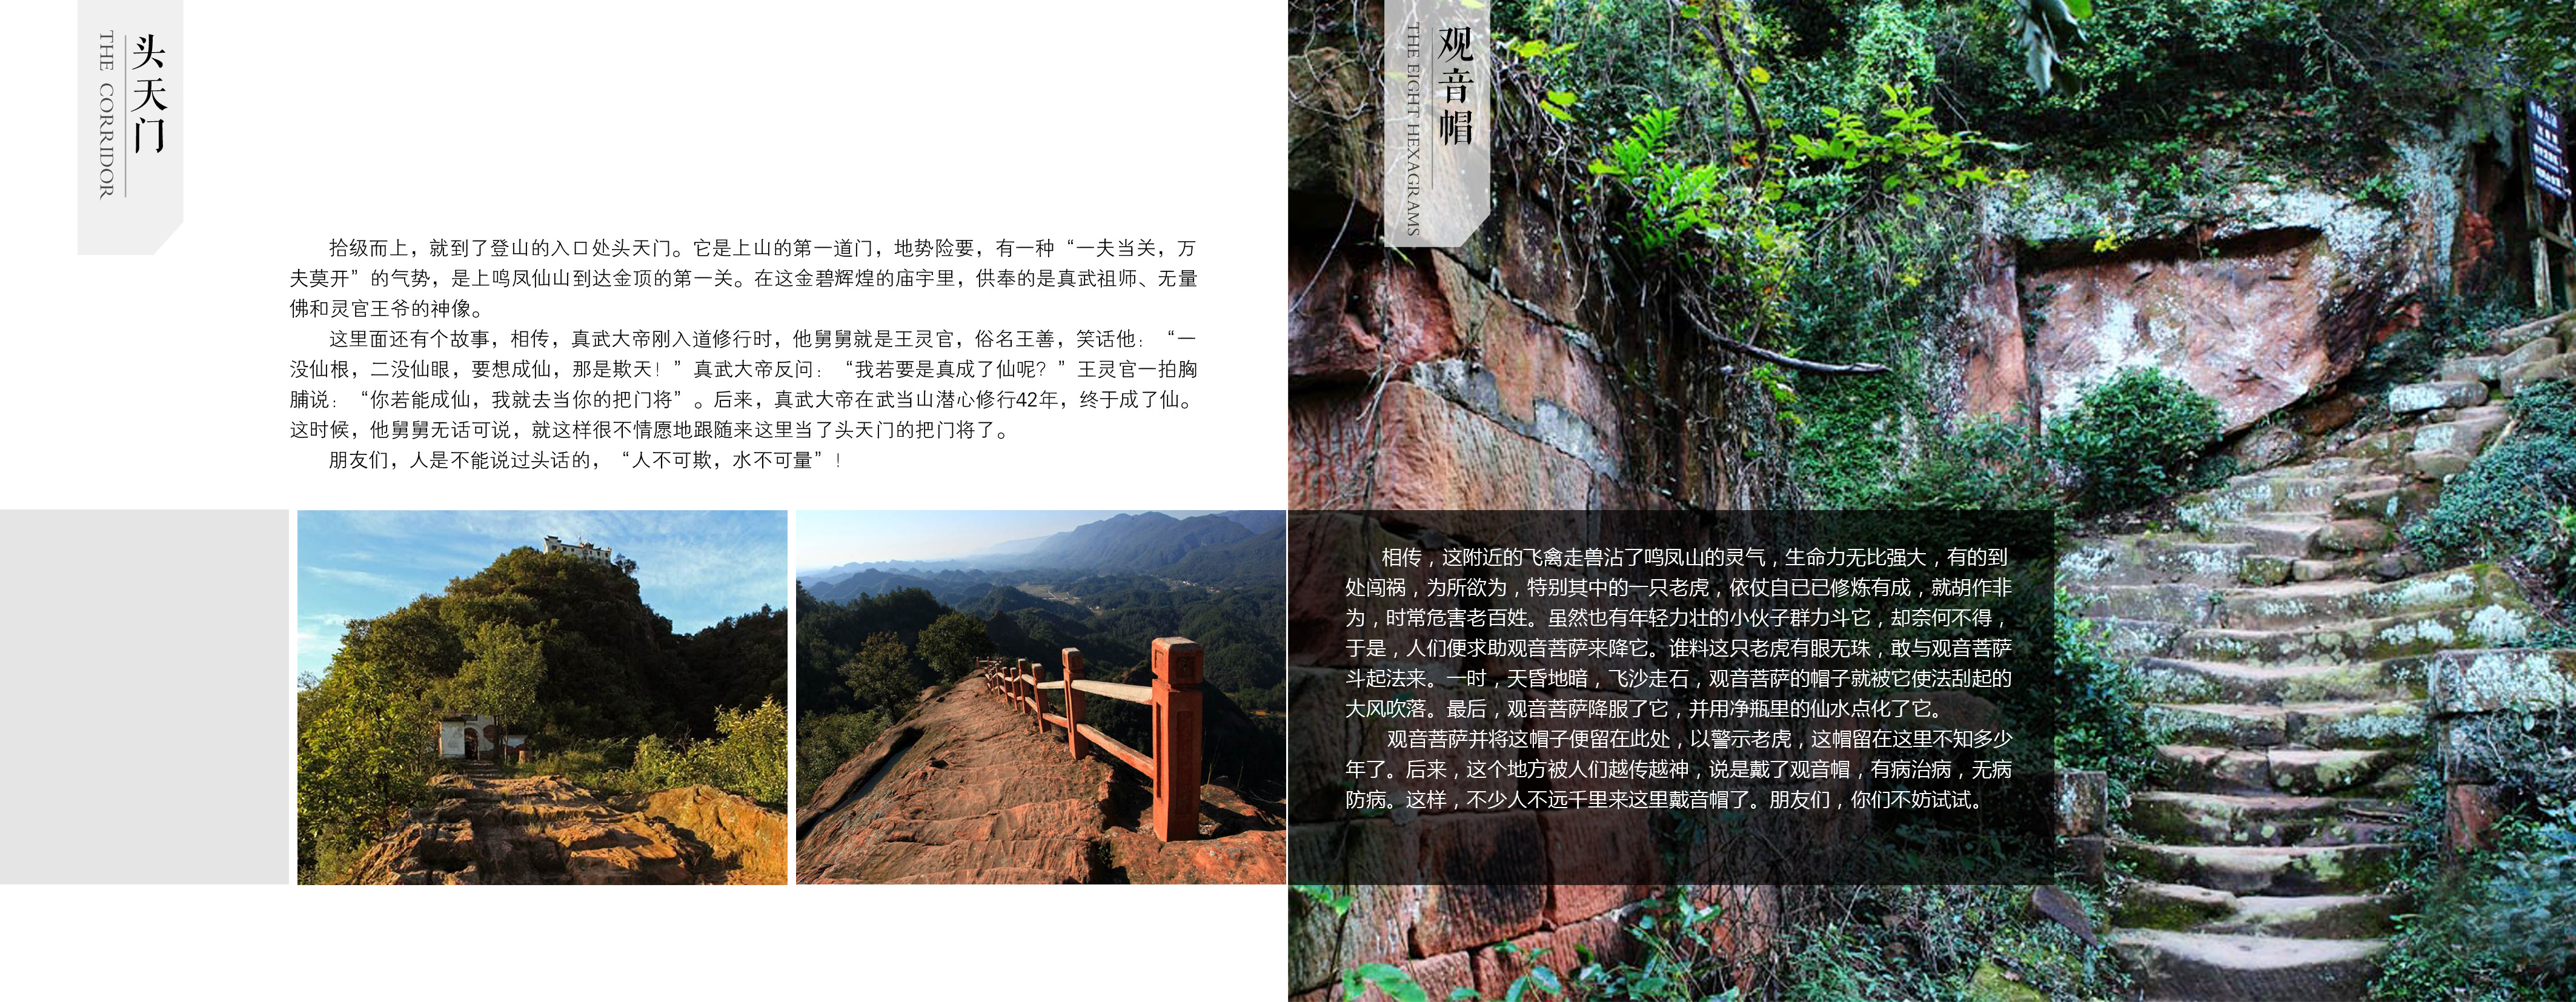 头天门
THE CORRIDOR
拾级而上，就到了登山的入口处头天门。它是上山的第一道门，地势险要，有一种“一夫当关，万
夫莫开”的气势，是上鸣凤仙山到达金顶的第一关。在这金碧辉煌的庙宇里，供奉的是真武祖师、无量
佛和灵官王爷的神像。
这里面还有个故事，相传，真武大帝刚入道修行时，他舅舅就是王灵官，俗名王善，笑话他：“一
没仙根，二没仙眼，要想成仙，那是欺天！”真武大帝反问：“我若要是真成了仙呢？”王灵官一拍胸
脯说：“你若能成仙，我就去当你的把门将”。后来，真武大帝在武当山潜心修行42年，终于成了仙。
这时候，他舅舅无话可说，就这样很不情愿地跟随来这里当了头天门的把门将了。
朋友们，人是不能说过头话的，“人不可欺，水不可量”！
观音帽
THE EIGHT HEXAGRAMS
相传，这附近的飞禽走兽沾了鸣凤山的灵气，生命力无比强大，有的到
处闯祸，为所欲为，特别其中的一只老虎，依仗自已已修炼有成，就胡作非
为，时常危害老百姓。虽然也有年轻力壮的小伙子群力斗它，却奈何不得，
于是，人们便求助观音菩萨来降它。谁料这只老虎有眼无珠，敢与观音菩萨
斗起法来。一时，天昏地暗，飞沙走石，观音菩萨的帽子就被它使法刮起的
大风吹落。最后，观音菩萨降服了它，并用净瓶里的仙水点化了它。
观音菩萨并将这帽子便留在此处，以警示老虎，这帽留在这里不知多少
年了。后来，这个地方被人们越传越神，说是戴了观音帽，有病治病，无病
防病。这样，不少人不远千里来这里戴音帽了。朋友们，你们不妨试试。